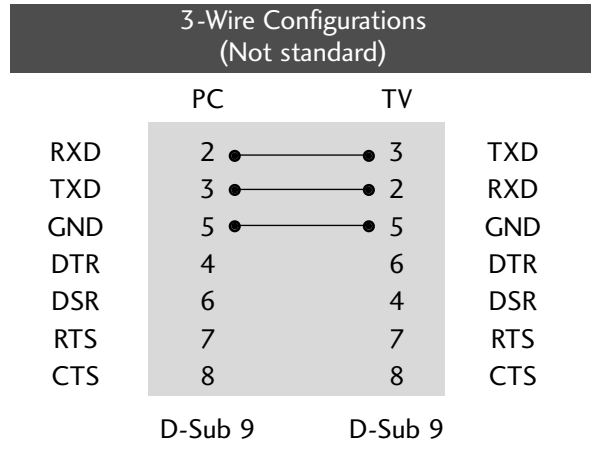 3-Wire Configurations
(Not standard)
PC TV
RXD 2 3 TXD
TXD 3 2 RXD
GND 5 5 GND
DTR 4 6 DTR
DSR 6 4 DSR
RTS 7 7 RTS
CTS 8 8 CTS
D-Sub 9 D-Sub 9